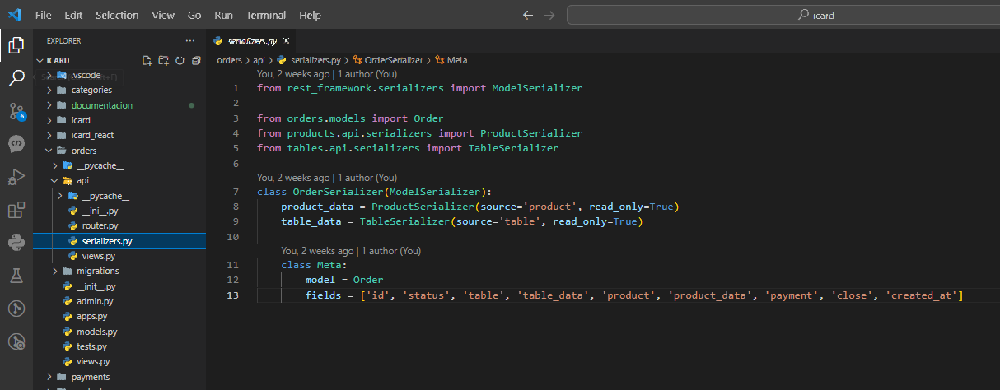 File Edit Selection View Go Run Terminal Help
icard
EXPLORER
serializers.py
ICARD
orders > api > serializers.py > OrderSerializer > Meta
.vscode
categories
documentacion
icard
icard_react
orders
__pycache__
api
__pycache__
__ini__.py
router.py
serializers.py
views.py
migrations
__init__.py
admin.py
apps.py
models.py
tests.py
views.py
payments
6
You, 2 weeks ago | 1 author (You)
1 from rest_framework.serializers import ModelSerializer
2
3 from orders.models import Order
4 from products.api.serializers import ProductSerializer
5 from tables.api.serializers import TableSerializer
6
You, 2 weeks ago | 1 author (You)
7 class OrderSerializer(ModelSerializer):
8 product_data = ProductSerializer(source='product', read_only=True)
9 table_data = TableSerializer(source='table', read_only=True)
10
You, 2 weeks ago | 1 author (You)
11 class Meta:
12 model = Order
13 fields = ['id', 'status', 'table', 'table_data', 'product', 'product_data', 'payment', 'close', 'created_at']